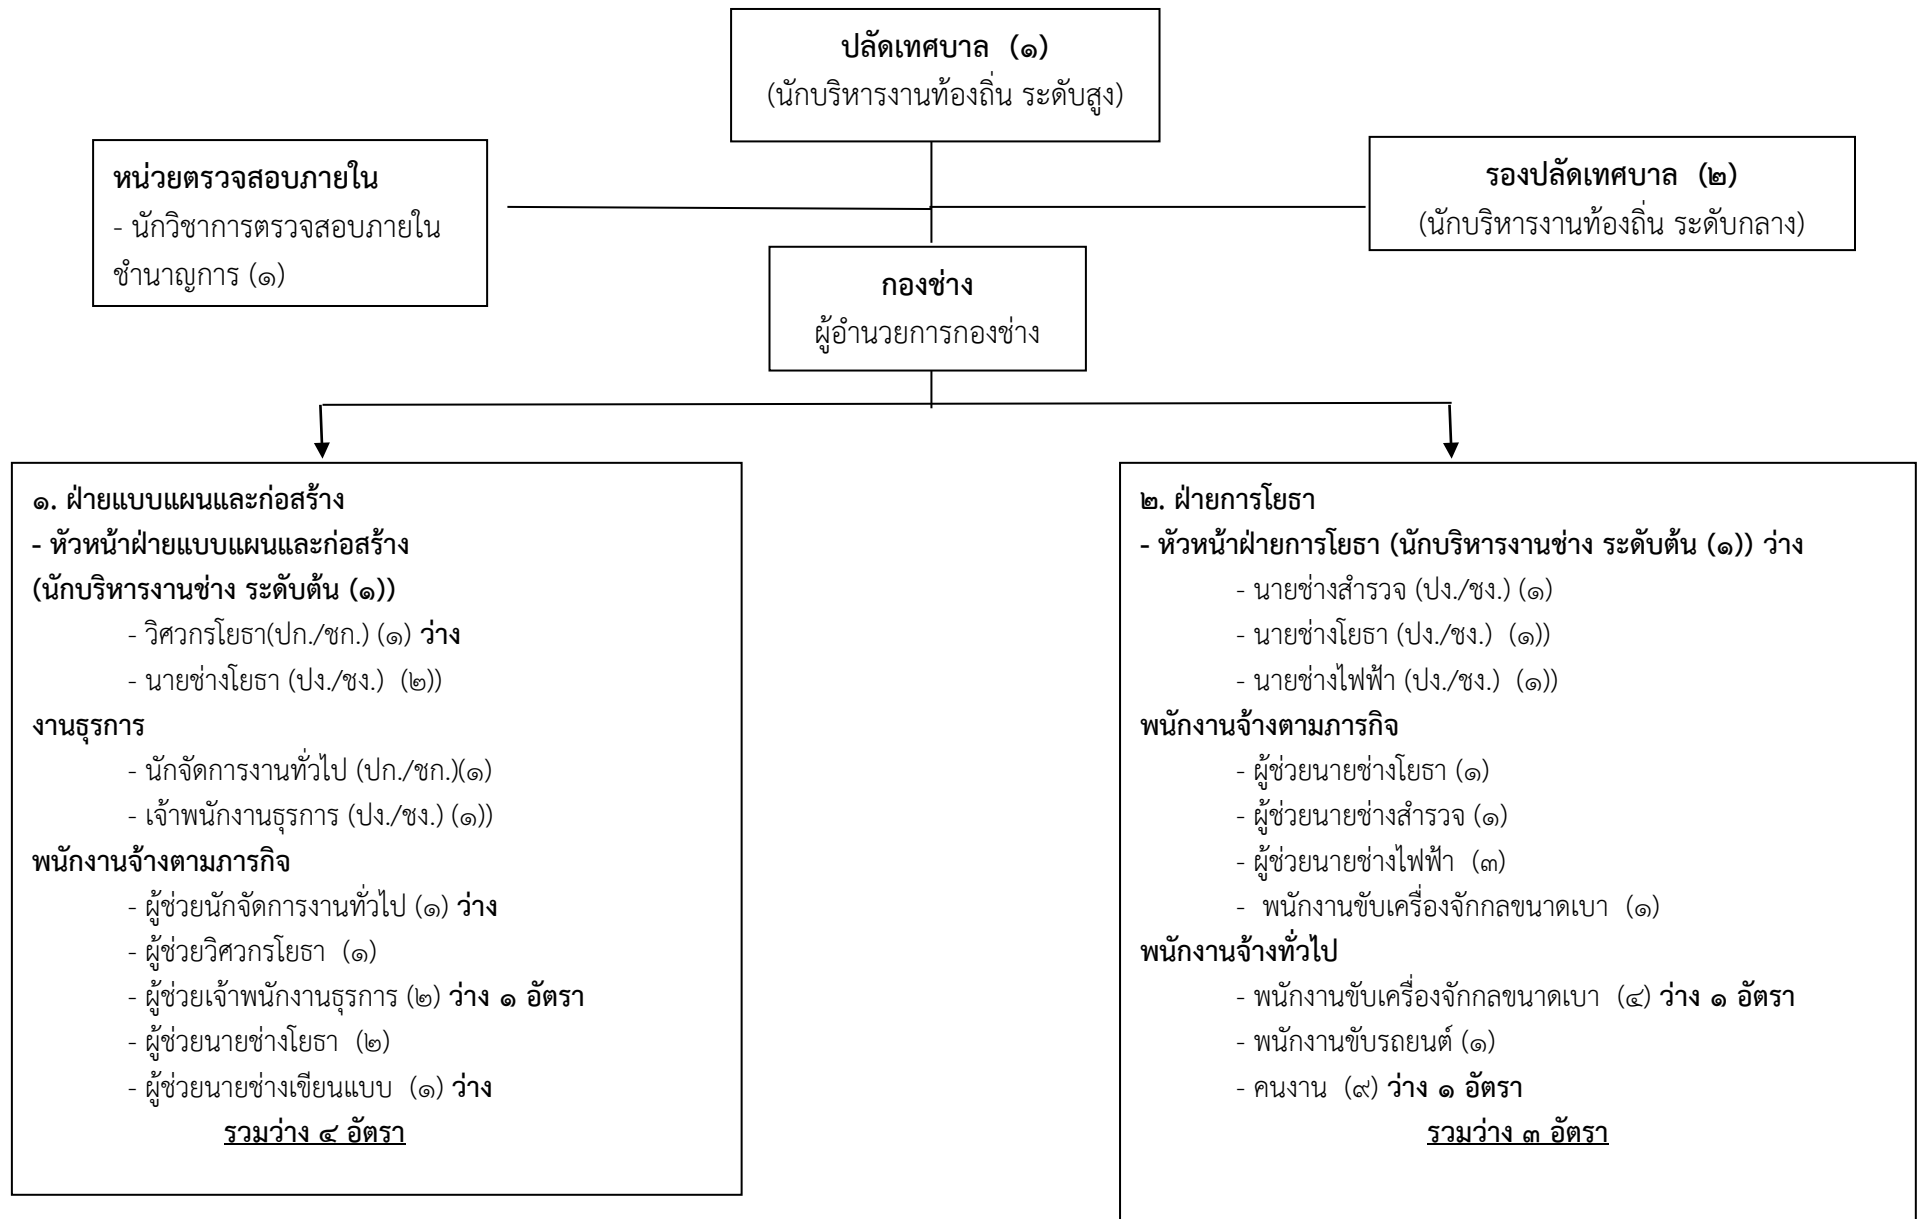 ปลัดเทศบาล (๑)
(นักบริหารงานท้องถิ่น ระดับสูง)
หน่วยตรวจสอบภายใน
- นักวิชาการตรวจสอบภายใน
ชำนาญการ (๑)
รองปลัดเทศบาล (๒)
(นักบริหารงานท้องถิ่น ระดับกลาง)
กองช่าง
ผู้อำนวยการกองช่าง
๑. ฝ่ายแบบแผนและก่อสร้าง
- หัวหน้าฝ่ายแบบแผนและก่อสร้าง
(นักบริหารงานช่าง ระดับต้น (๑))
- วิศวกรโยธา(ปก./ชก.) (๑) ว่าง
- นายช่างโยธา (ปง./ชง.) (๒))
งานธุรการ
- นักจัดการงานทั่วไป (ปก./ชก.)(๑)
- เจ้าพนักงานธุรการ (ปง./ชง.) (๑))
พนักงานจ้างตามภารกิจ
- ผู้ช่วยนักจัดการงานทั่วไป (๑) ว่าง
- ผู้ช่วยวิศวกรโยธา (๑)
- ผู้ช่วยเจ้าพนักงานธุรการ (๒) ว่าง ๑ อัตรา
- ผู้ช่วยนายช่างโยธา (๒)
- ผู้ช่วยนายช่างเขียนแบบ (๑) ว่าง
รวมว่าง ๔ อัตรา
๒. ฝ่ายการโยธา
- หัวหน้าฝ่ายการโยธา (นักบริหารงานช่าง ระดับต้น (๑)) ว่าง
- นายช่างสำรวจ (ปง./ชง.) (๑)
- นายช่างโยธา (ปง./ชง.) (๑))
- นายช่างไฟฟ้า (ปง./ชง.) (๑))
พนักงานจ้างตามภารกิจ
- ผู้ช่วยนายช่างโยธา (๑)
- ผู้ช่วยนายช่างสำรวจ (๑)
- ผู้ช่วยนายช่างไฟฟ้า (๓)
- พนักงานขับเครื่องจักกลขนาดเบา (๑)
พนักงานจ้างทั่วไป
- พนักงานขับเครื่องจักกลขนาดเบา (๔) ว่าง ๑ อัตรา
- พนักงานขับรถยนต์ (๑)
- คนงาน (๙) ว่าง ๑ อัตรา
รวมว่าง ๓ อัตรา